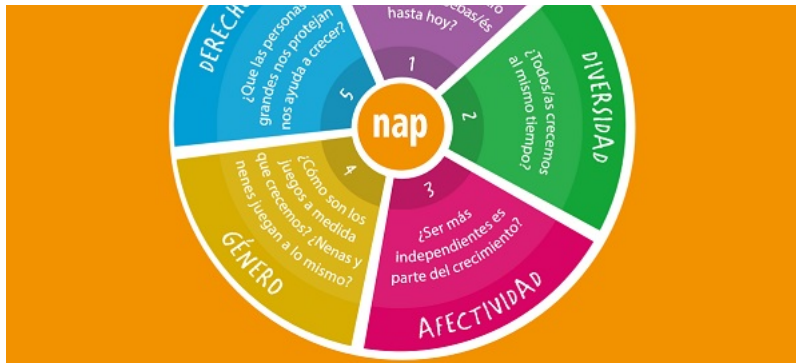 hasta hoy?
1
DIVERSIDAD
¿Todos/as crecemos
al mismo tiempo?
2
AFECTIVIDAD
¿Ser más
independientes es
parte del crecimiento?
3
GÉNERO
¿Cómo son los
juegos a medida
que crecemos? ¿Nenas y
nenes juegan a lo mismo?
4
¿Que las personas
grandes nos protejan
nos ayuda a crecer?
5
nap